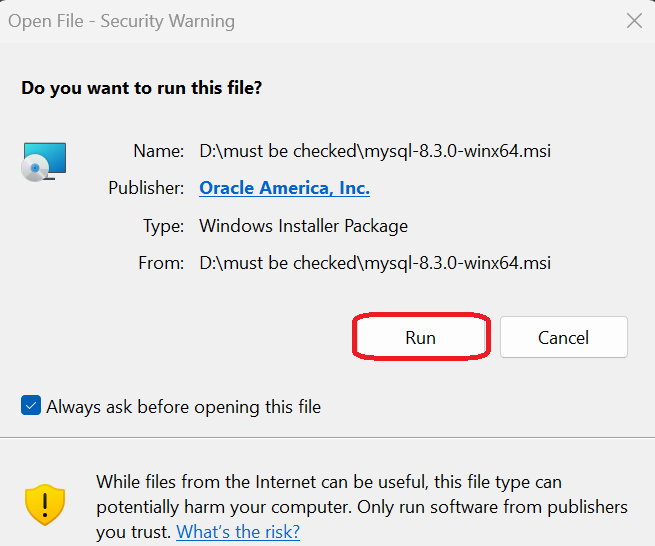 Open File - Security Warning
Do you want to run this file?
Name: D:\must be checked\mysql-8.3.0-winx64.msi
Publisher: Oracle America, Inc.
Type: Windows Installer Package
From: D:\must be checked\mysql-8.3.0-winx64.msi
Run Cancel
Always ask before opening this file
While files from the Internet can be useful, this file type can
potentially harm your computer. Only run software from publishers
you trust. What's the risk?